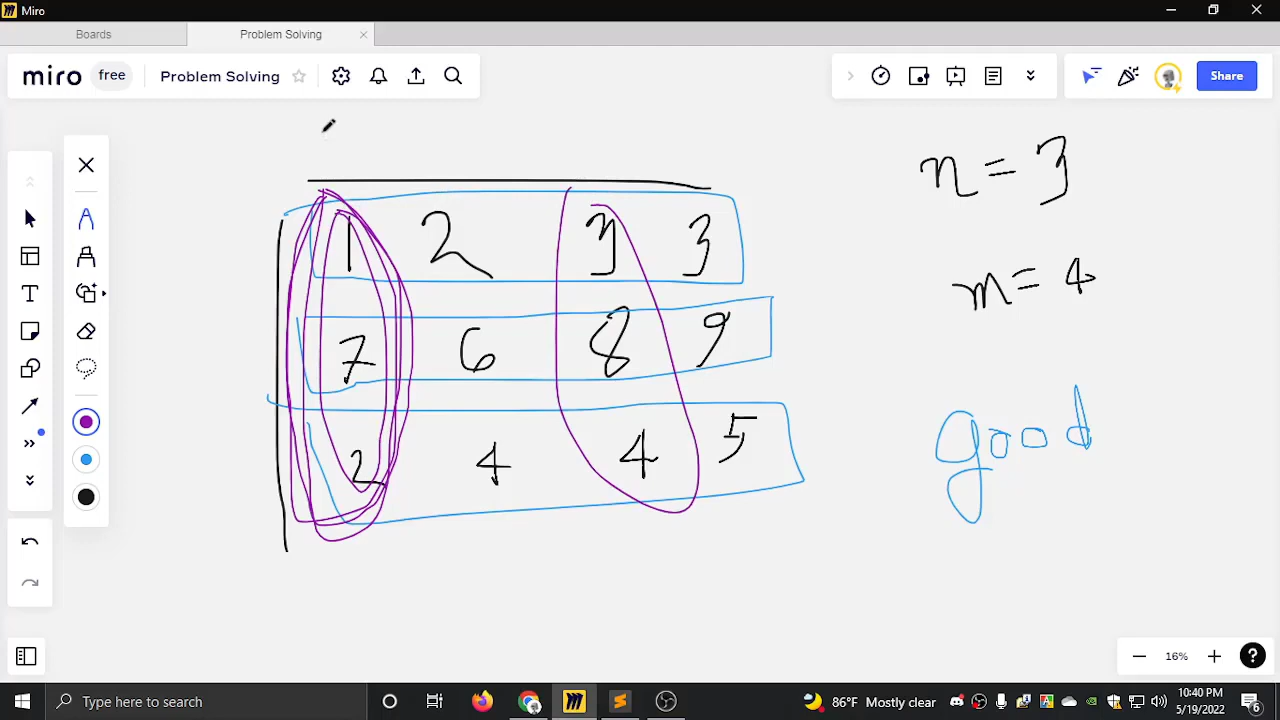 Miro
Boards
Problem Solving
miro
free
Problem Solving
Share
n = 3
1 2 3 3
m = 4
7 6 8 9
good
2 4 4 5
16%
Type here to search
86°F Mostly clear
10:40 PM
5/19/2022
6